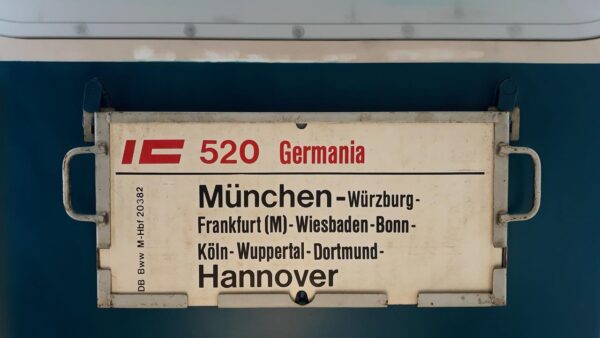 IC 520 Germania
München-Würzburg-
Frankfurt (M)-Wiesbaden-Bonn-
Köln-Wuppertal-Dortmund-
Hannover
DB Bww M-Hbf 20382